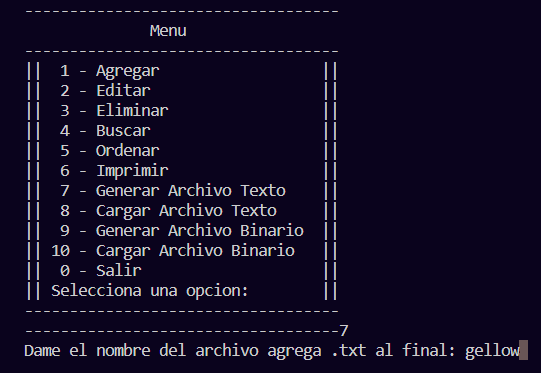 -----------------------------------
Menu
-----------------------------------
|| 1 - Agregar ||
|| 2 - Editar ||
|| 3 - Eliminar ||
|| 4 - Buscar ||
|| 5 - Ordenar ||
|| 6 - Imprimir ||
|| 7 - Generar Archivo Texto ||
|| 8 - Cargar Archivo Texto ||
|| 9 - Generar Archivo Binario ||
|| 10 - Cargar Archivo Binario ||
|| 0 - Salir ||
|| Selecciona una opcion: ||
-----------------------------------
-----------------------------------7
Dame el nombre del archivo agrega .txt al final: gellow